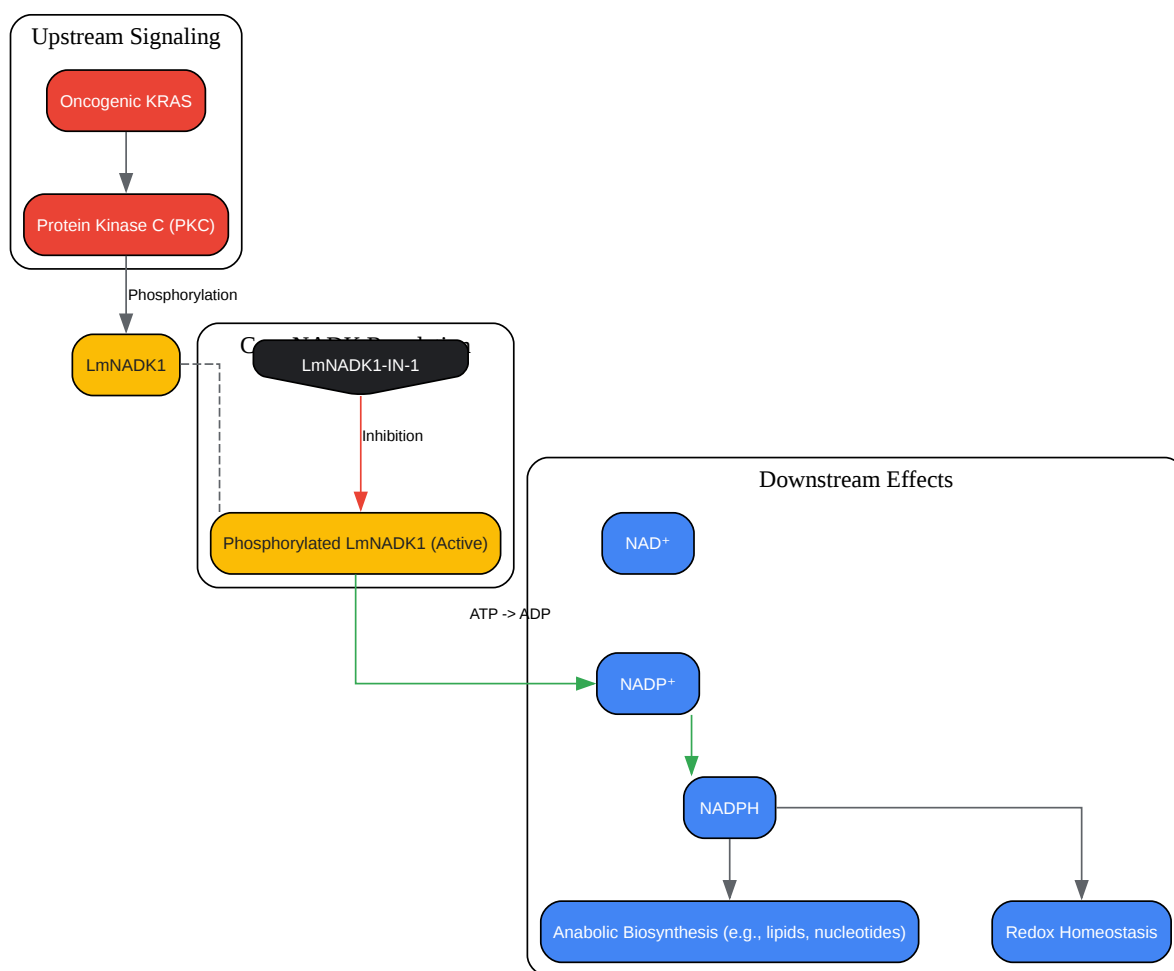 Upstream Signaling
Oncogenic KRAS
Protein Kinase C (PKC)
Phosphorylation
LmNADK1
LmNADK1-IN-1
Inhibition
Phosphorylated LmNADK1 (Active)
Downstream Effects
NAD⁺
ATP -> ADP
NADP⁺
NADPH
Anabolic Biosynthesis (e.g., lipids, nucleotides)
Redox Homeostasis